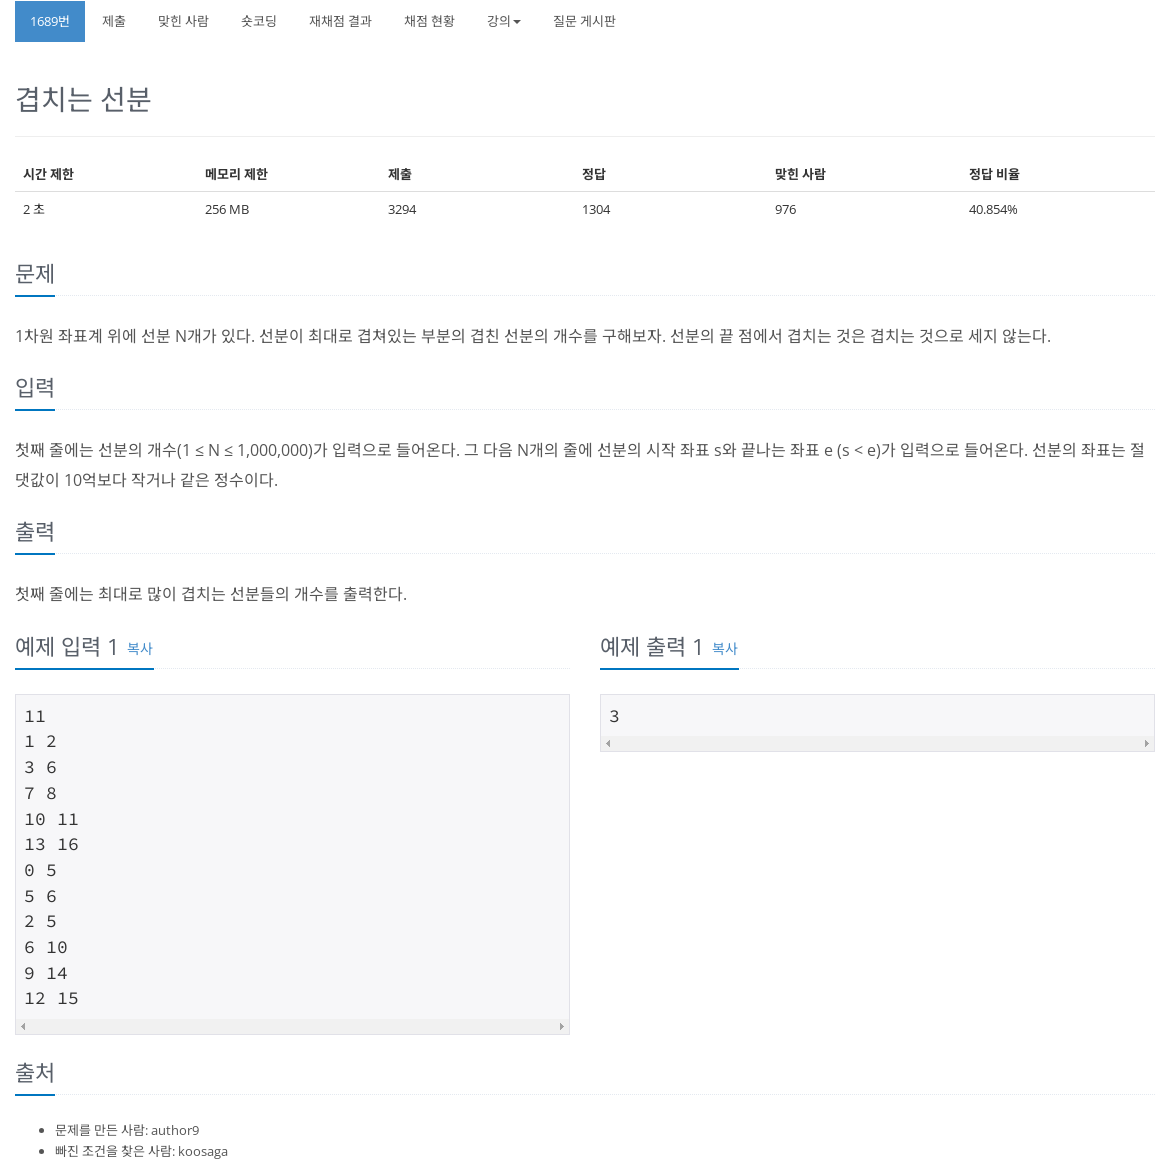 1689번 제출 맞힌 사람 숏코딩 재채점 결과 채점 현황 강의 질문 게시판
겹치는 선분
시간 제한 메모리 제한 제출 정답 맞힌 사람 정답 비율
2 초 256 MB 3294 1304 976 40.854%
문제
1차원 좌표계 위에 선분 N개가 있다. 선분이 최대로 겹쳐있는 부분의 겹친 선분의 개수를 구해보자. 선분의 끝 점에서 겹치는 것은 겹치는 것으로 세지 않는다.
입력
첫째 줄에는 선분의 개수(1 ≤ N ≤ 1,000,000)가 입력으로 들어온다. 그 다음 N개의 줄에 선분의 시작 좌표 s와 끝나는 좌표 e (s < e)가 입력으로 들어온다. 선분의 좌표는 절
댓값이 10억보다 작거나 같은 정수이다.
출력
첫째 줄에는 최대로 많이 겹치는 선분들의 개수를 출력한다.
예제 입력 1 복사
11
1 2
3 6
7 8
10 11
13 16
0 5
5 6
2 5
6 10
9 14
12 15
예제 출력 1 복사
3
출처
문제를 만든 사람: author9
빠진 조건을 찾은 사람: koosaga